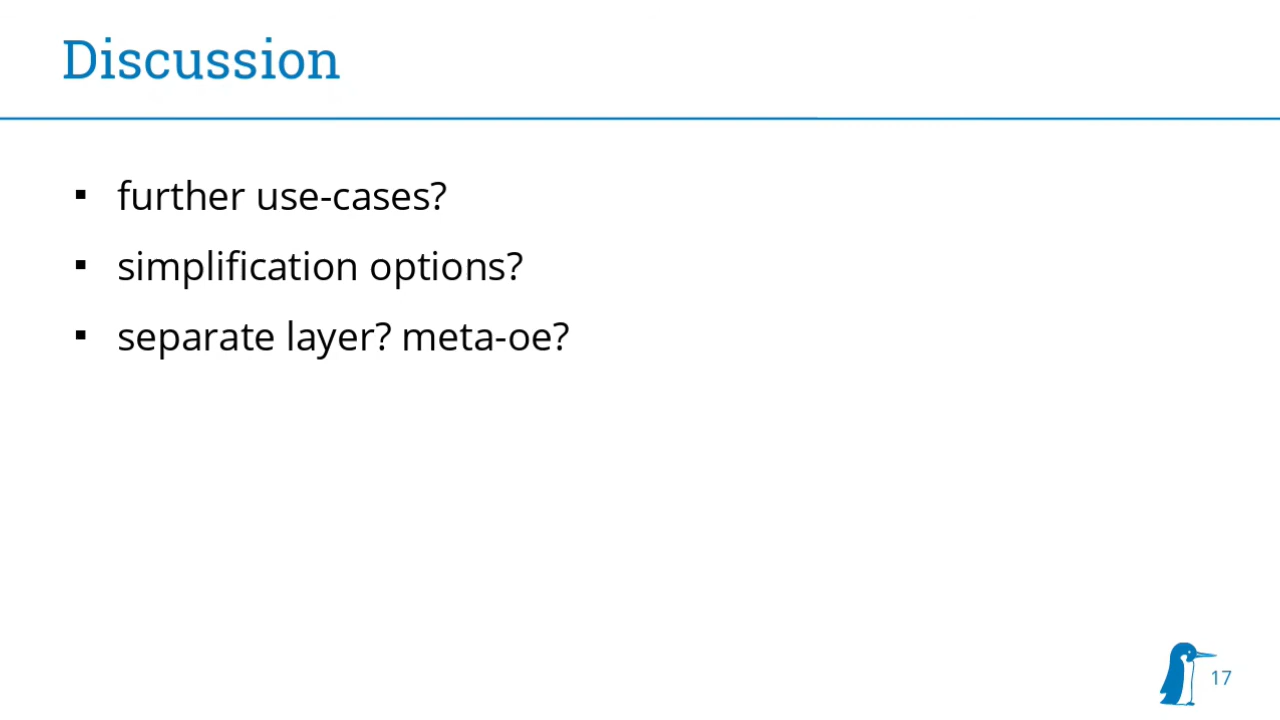 Discussion
▪ further use-cases?
▪ simplification options?
▪ separate layer? meta-oe?
17